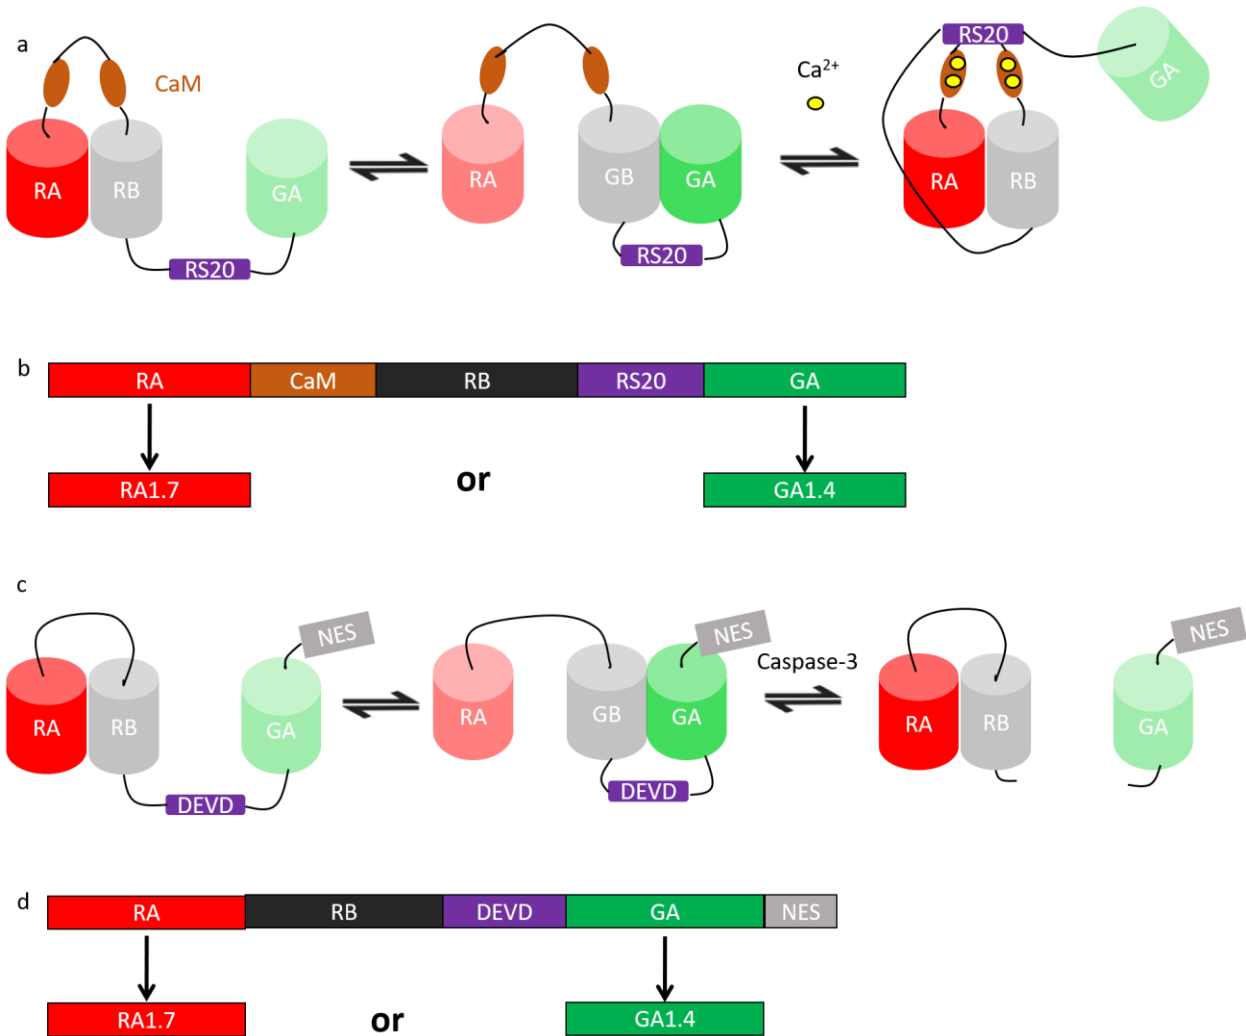 a
CaM
RA
RB
GA
RS20
RA
GB
GA
RS20
Ca2+
RS20
RA
RB
GA
b
RA CaM RB RS20 GA
RA1.7 or GA1.4
c
RA
RB
GA
NES
DEVD
RA
GB
GA
NES
DEVD
Caspase-3
RA
RB
GA
NES
d
RA RB DEVD GA NES
RA1.7 or GA1.4